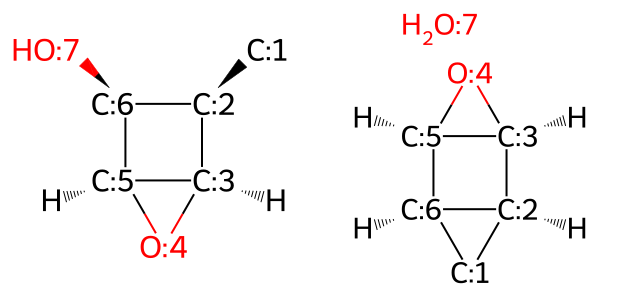 H₂O:7
HO:7 C:1
O:4
C:6 C:2
H C:5 C:3 H
H C:5 C:3 H
H C:6 C:2 H
O:4
C:1